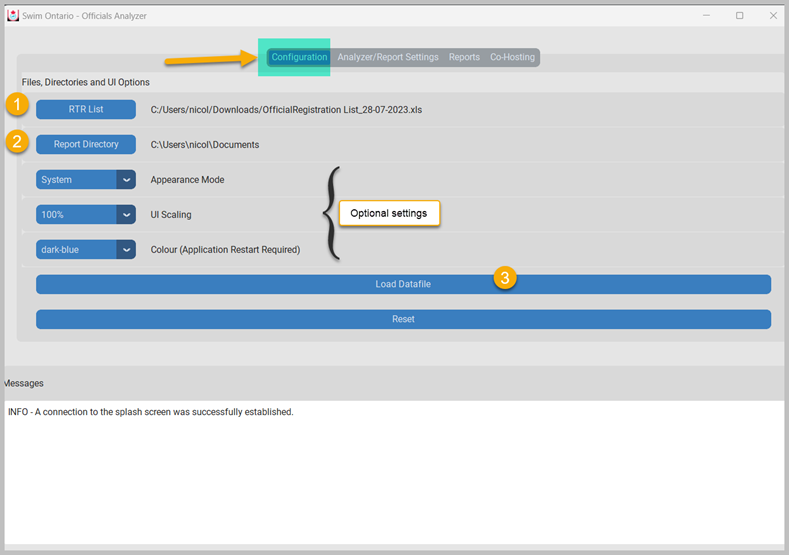 Swim Ontario - Officials Analyzer
Configuration Analyzer/Report Settings Reports Co-Hosting
Files, Directories and UI Options
1 RTR List C:/Users/nicol/Downloads/OfficialRegistration List_28-07-2023.xls
2 Report Directory C:\Users\nicol\Documents
System Appearance Mode
Optional settings
100% UI Scaling
dark-blue Colour (Application Restart Required)
Load Datafile 3
Reset
Messages
INFO - A connection to the splash screen was successfully established.